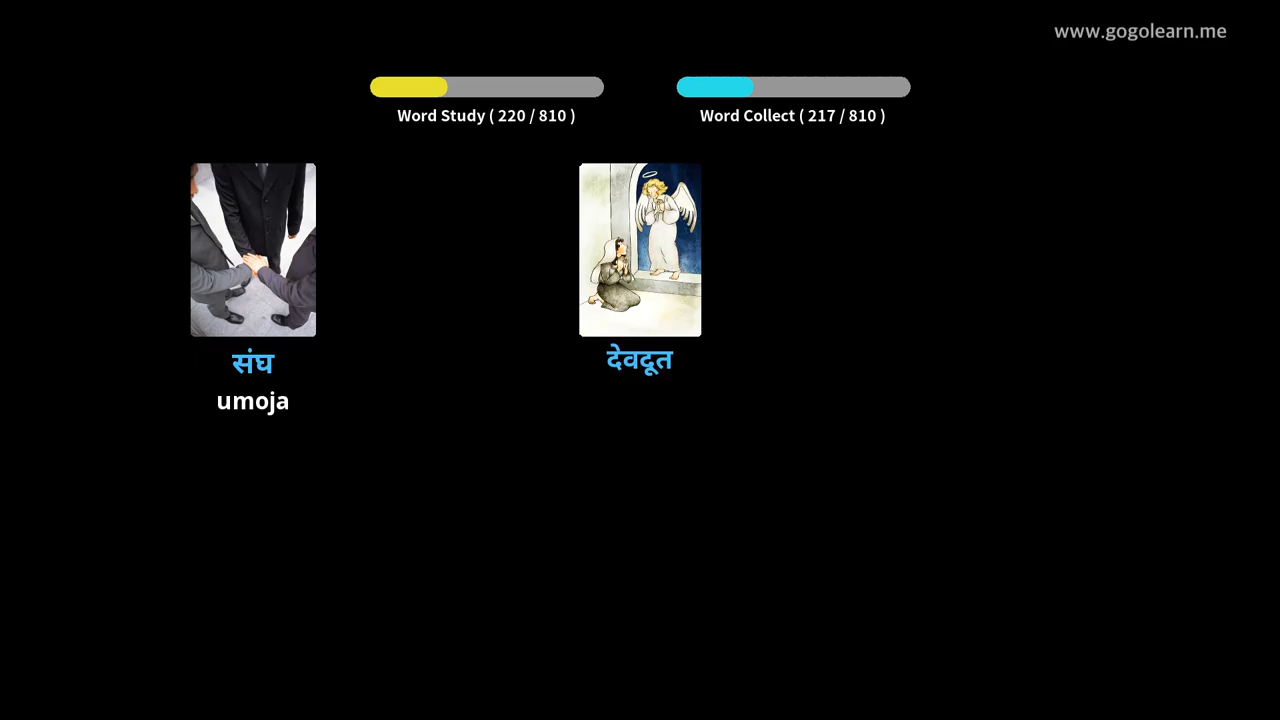 www.gogolearn.me
Word Study ( 220 / 810 )
Word Collect ( 217 / 810 )
संघ
umoja
देवदूत